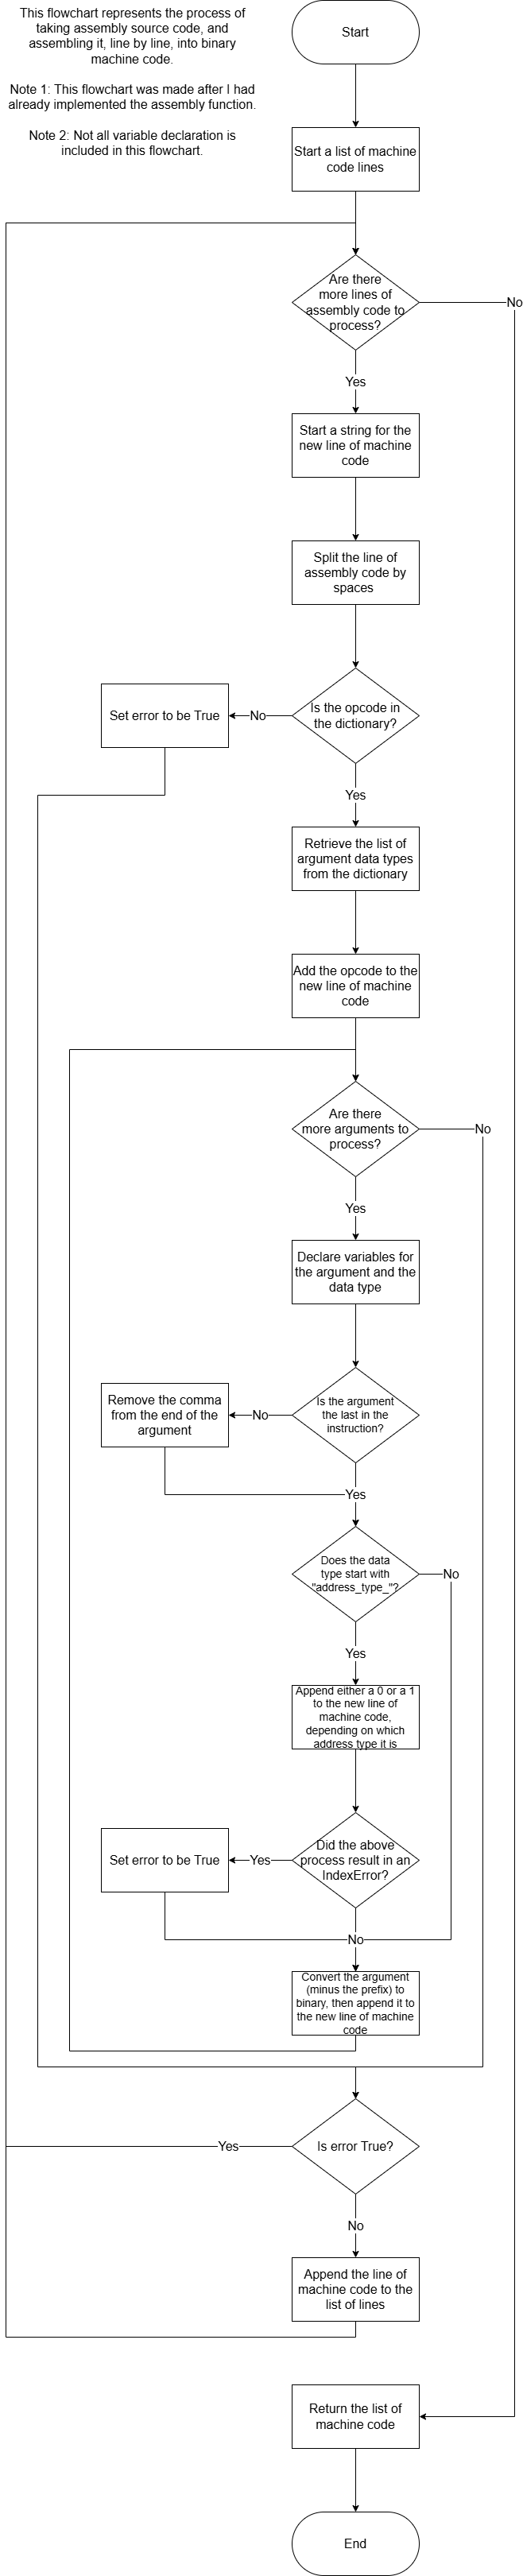 This flowchart represents the process of
taking assembly source code, and
assembling it, line by line, into binary
machine code.
Note 1: This flowchart was made after I had
already implemented the assembly function.
Note 2: Not all variable declaration is
included in this flowchart.
Start
Start a list of machine
code lines
Are there
more lines of
assembly code to
process?
No
Yes
Start a string for the
new line of machine
code
Split the line of
assembly code by
spaces
Is the opcode in
the dictionary?
No
Set error to be True
Yes
Retrieve the list of
argument data types
from the dictionary
Add the opcode to the
new line of machine
code
Are there
more arguments to
process?
No
Yes
Declare variables for
the argument and the
data type
Is the argument
the last in the
instruction?
No
Remove the comma
from the end of the
argument
Yes
Does the data
type start with
"address_type_"?
No
Yes
Append either a 0 or a 1
to the new line of
machine code,
depending on which
address type it is
Did the above
process result in an
IndexError?
Yes
Set error to be True
No
Convert the argument
(minus the prefix) to
binary, then append it to
the new line of machine
code
Is error True?
Yes
No
Append the line of
machine code to the
list of lines
Return the list of
machine code
End